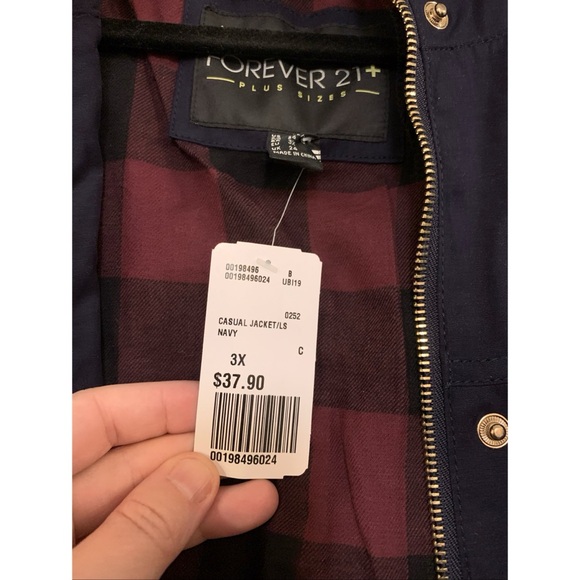 FOREVER 21+
PLUS SIZES
24
MADE IN CHINA
00198496 B
00198496024 UBI19
0252
CASUAL JACKET/LS
NAVY C
3X
$37.90
00198496024